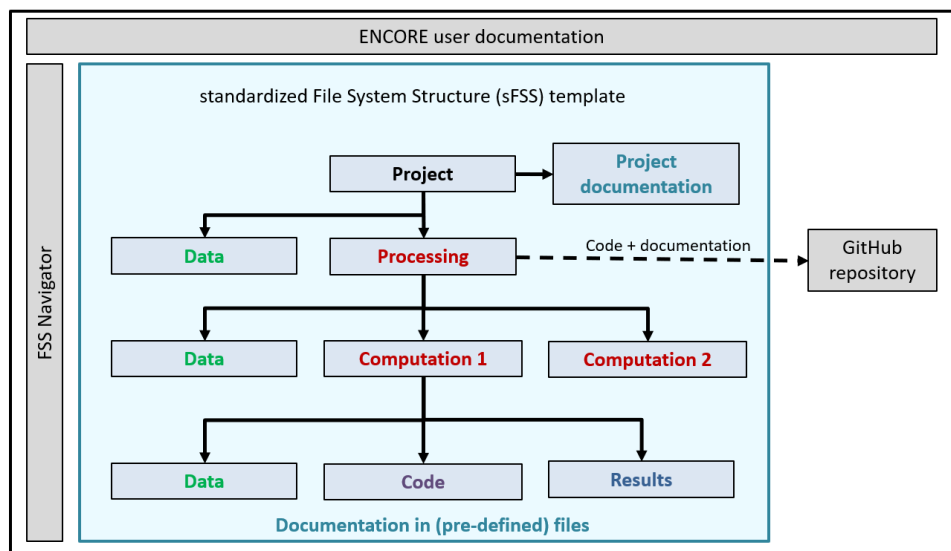 ENCORE user documentation
FSS Navigator
standardized File System Structure (sFSS) template
Project
Project
documentation
Data
Processing
Code + documentation
GitHub
repository
Data
Computation 1
Computation 2
Data
Code
Results
Documentation in (pre-defined) files